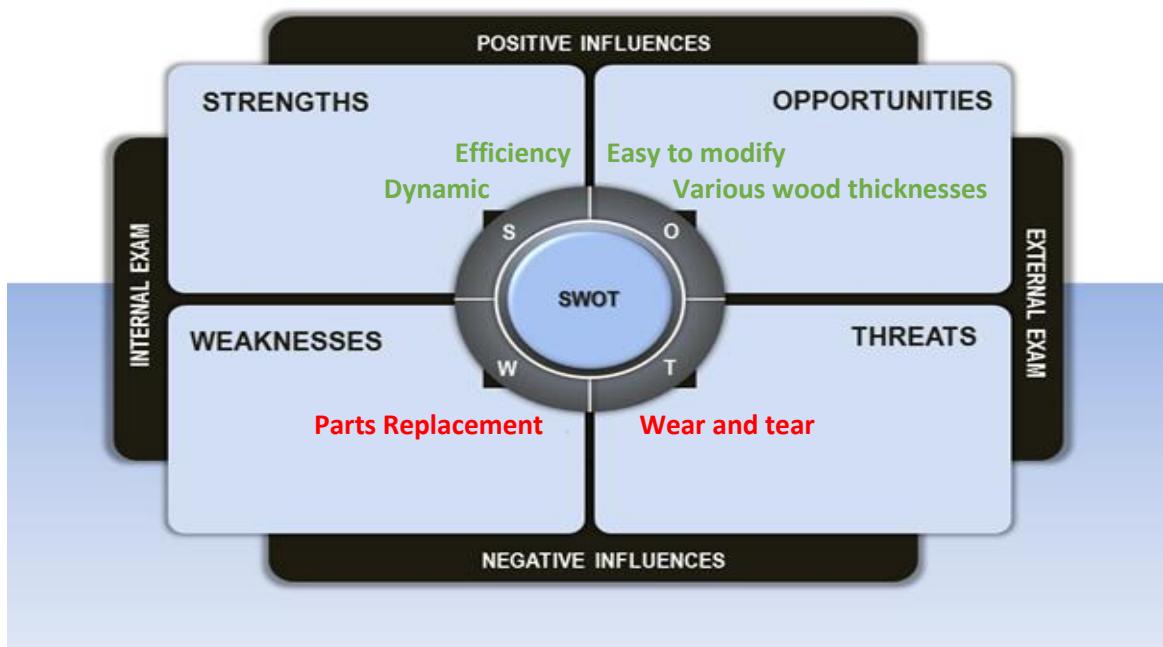 POSITIVE INFLUENCES
STRENGTHS
Efficiency
Dynamic
OPPORTUNITIES
Easy to modify
Various wood thicknesses
INTERNAL EXAM
S
O
SWOT
W
T
EXTERNAL EXAM
WEAKNESSES
Parts Replacement
THREATS
Wear and tear
NEGATIVE INFLUENCES